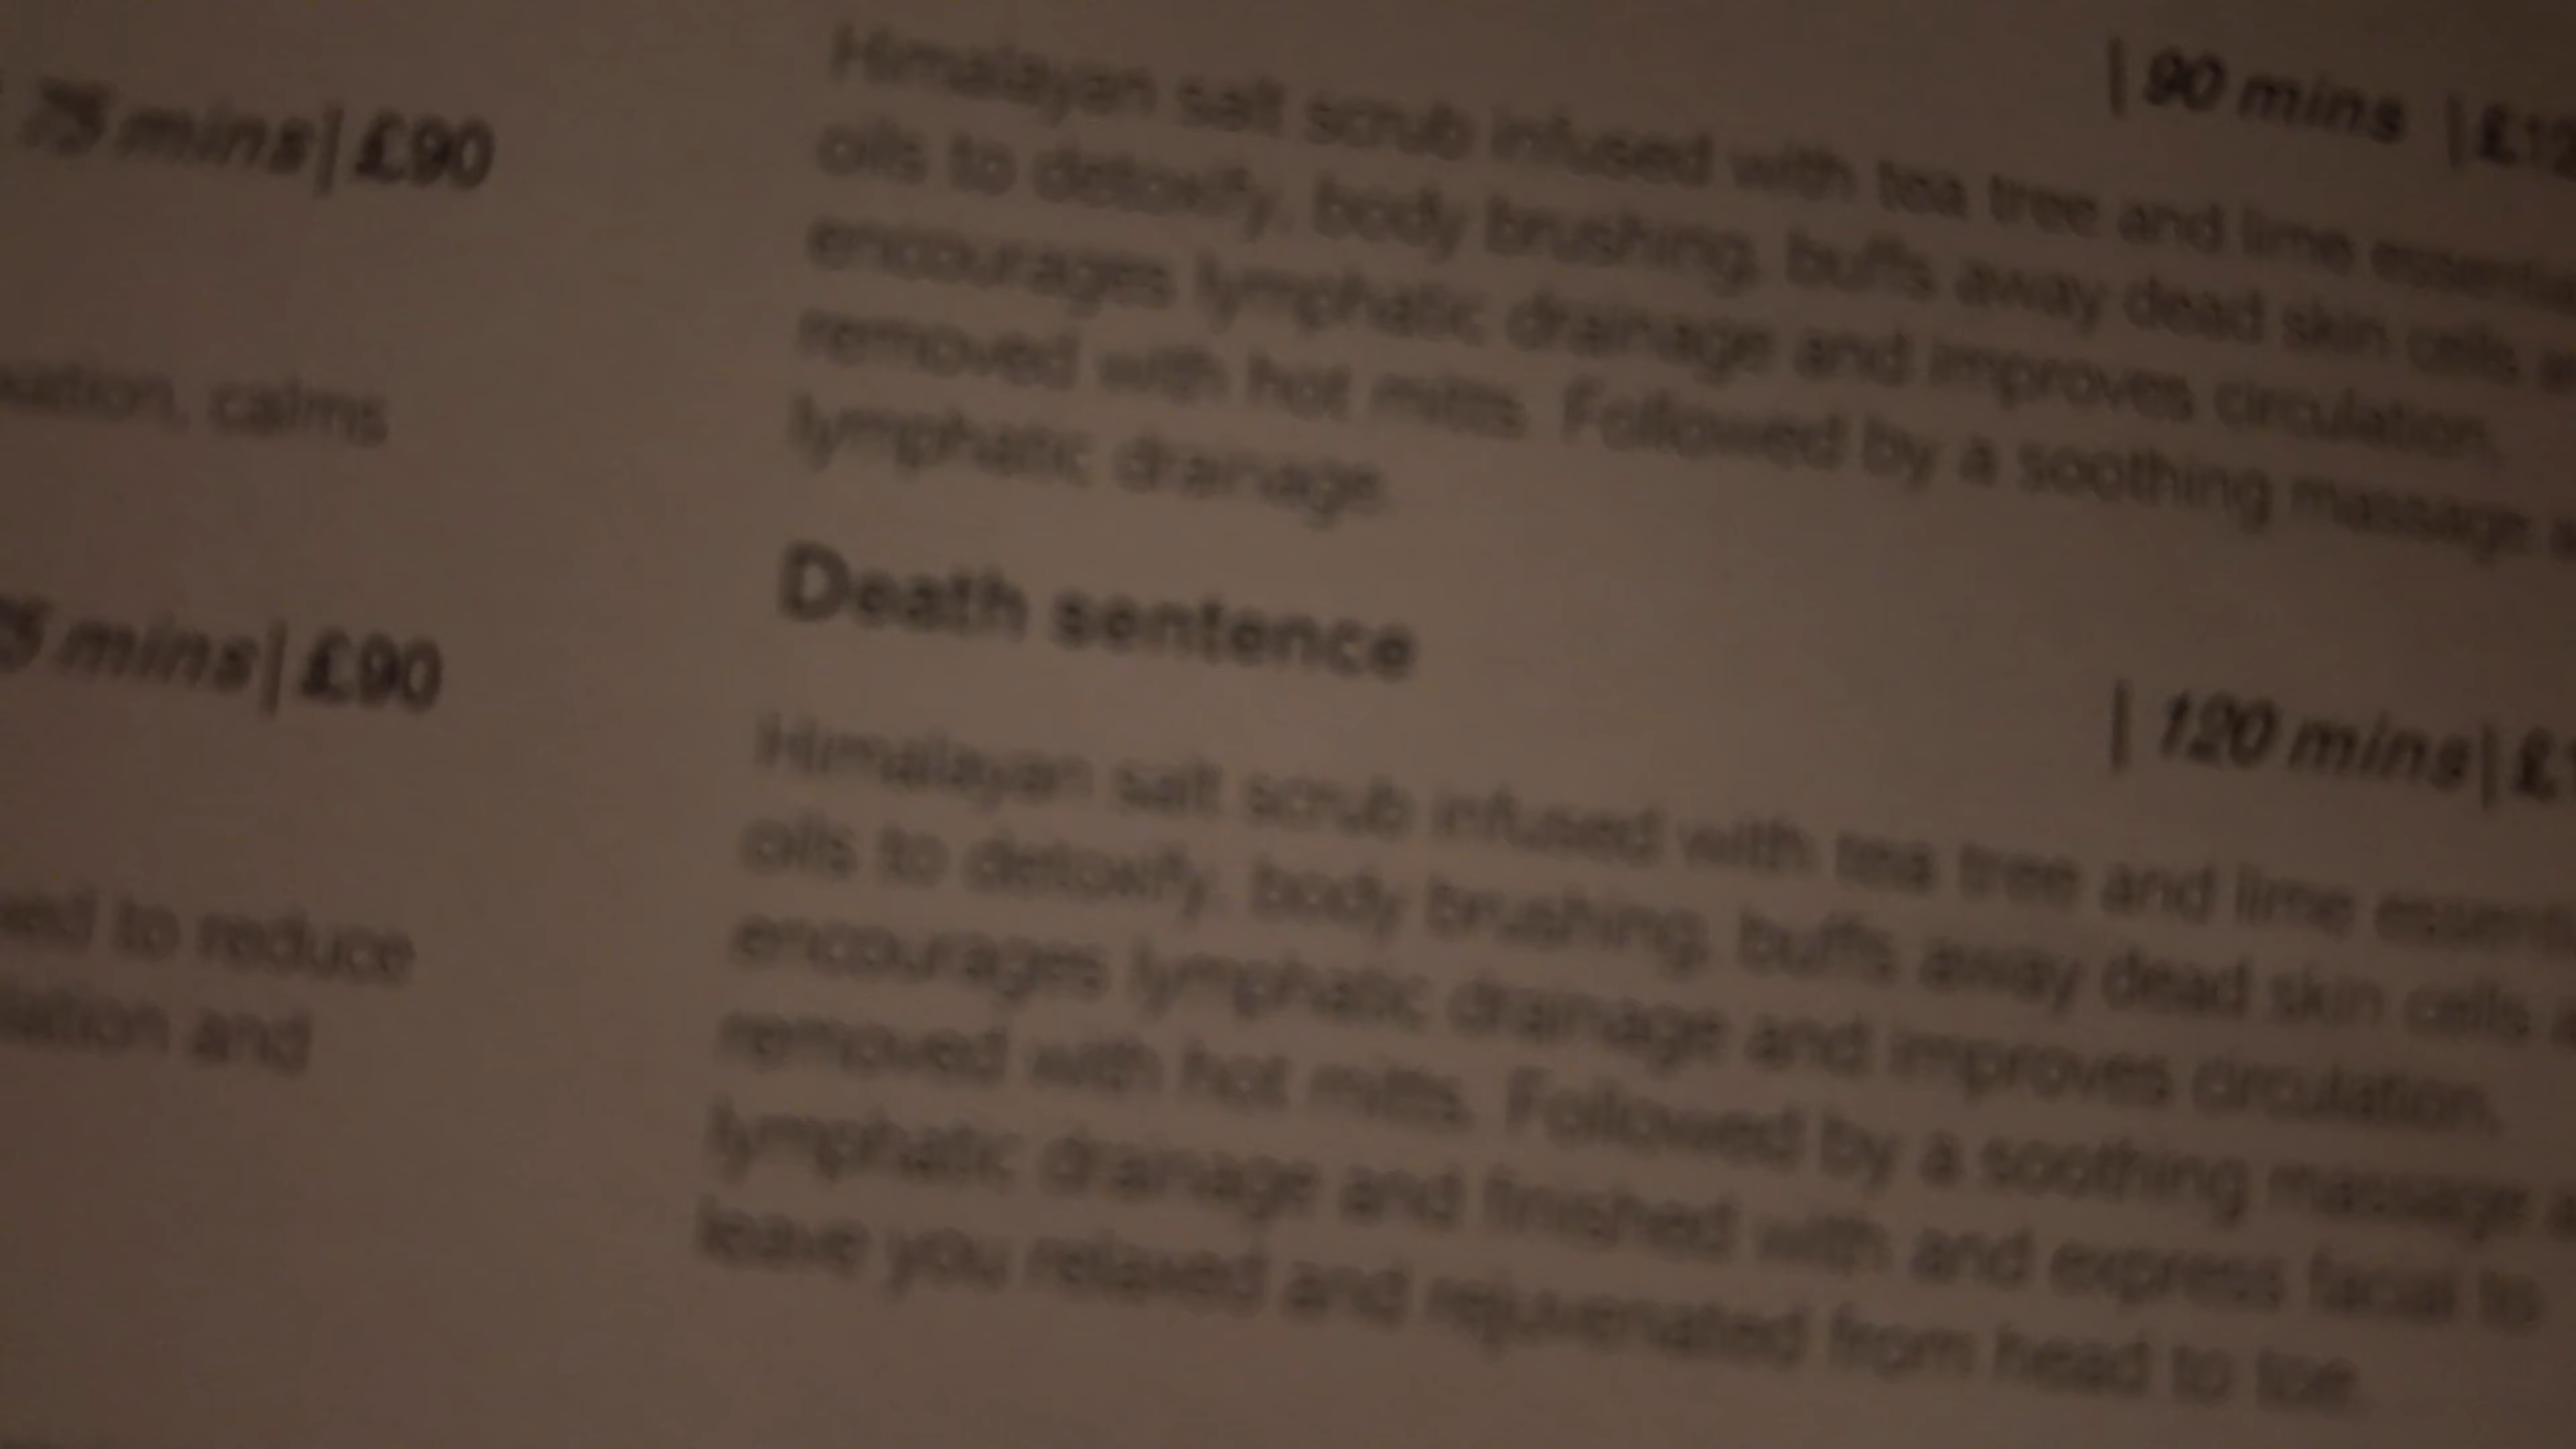 75 mins | £90
ation, calms
5 mins | £90
to reduce
ation and
| 90 mins | £12
Himalayan salt scrub infused with tea tree and lime
oils to detoxify, body brushing, buffs away dead skin cells
encourages lymphatic drainage and improves circulation,
removed with hot mitts. Followed by a soothing massage
lymphatic drainage.
Death sentence
| 120 mins | £1
Himalayan salt scrub infused with tea tree and lime
oils to detoxify, body brushing, buffs away dead skin cells
encourages lymphatic drainage and improves circulation,
removed with hot mitts. Followed by a soothing massage
lymphatic drainage and finished with and express facial to
leave you relaxed and rejuvenated from head to toe.